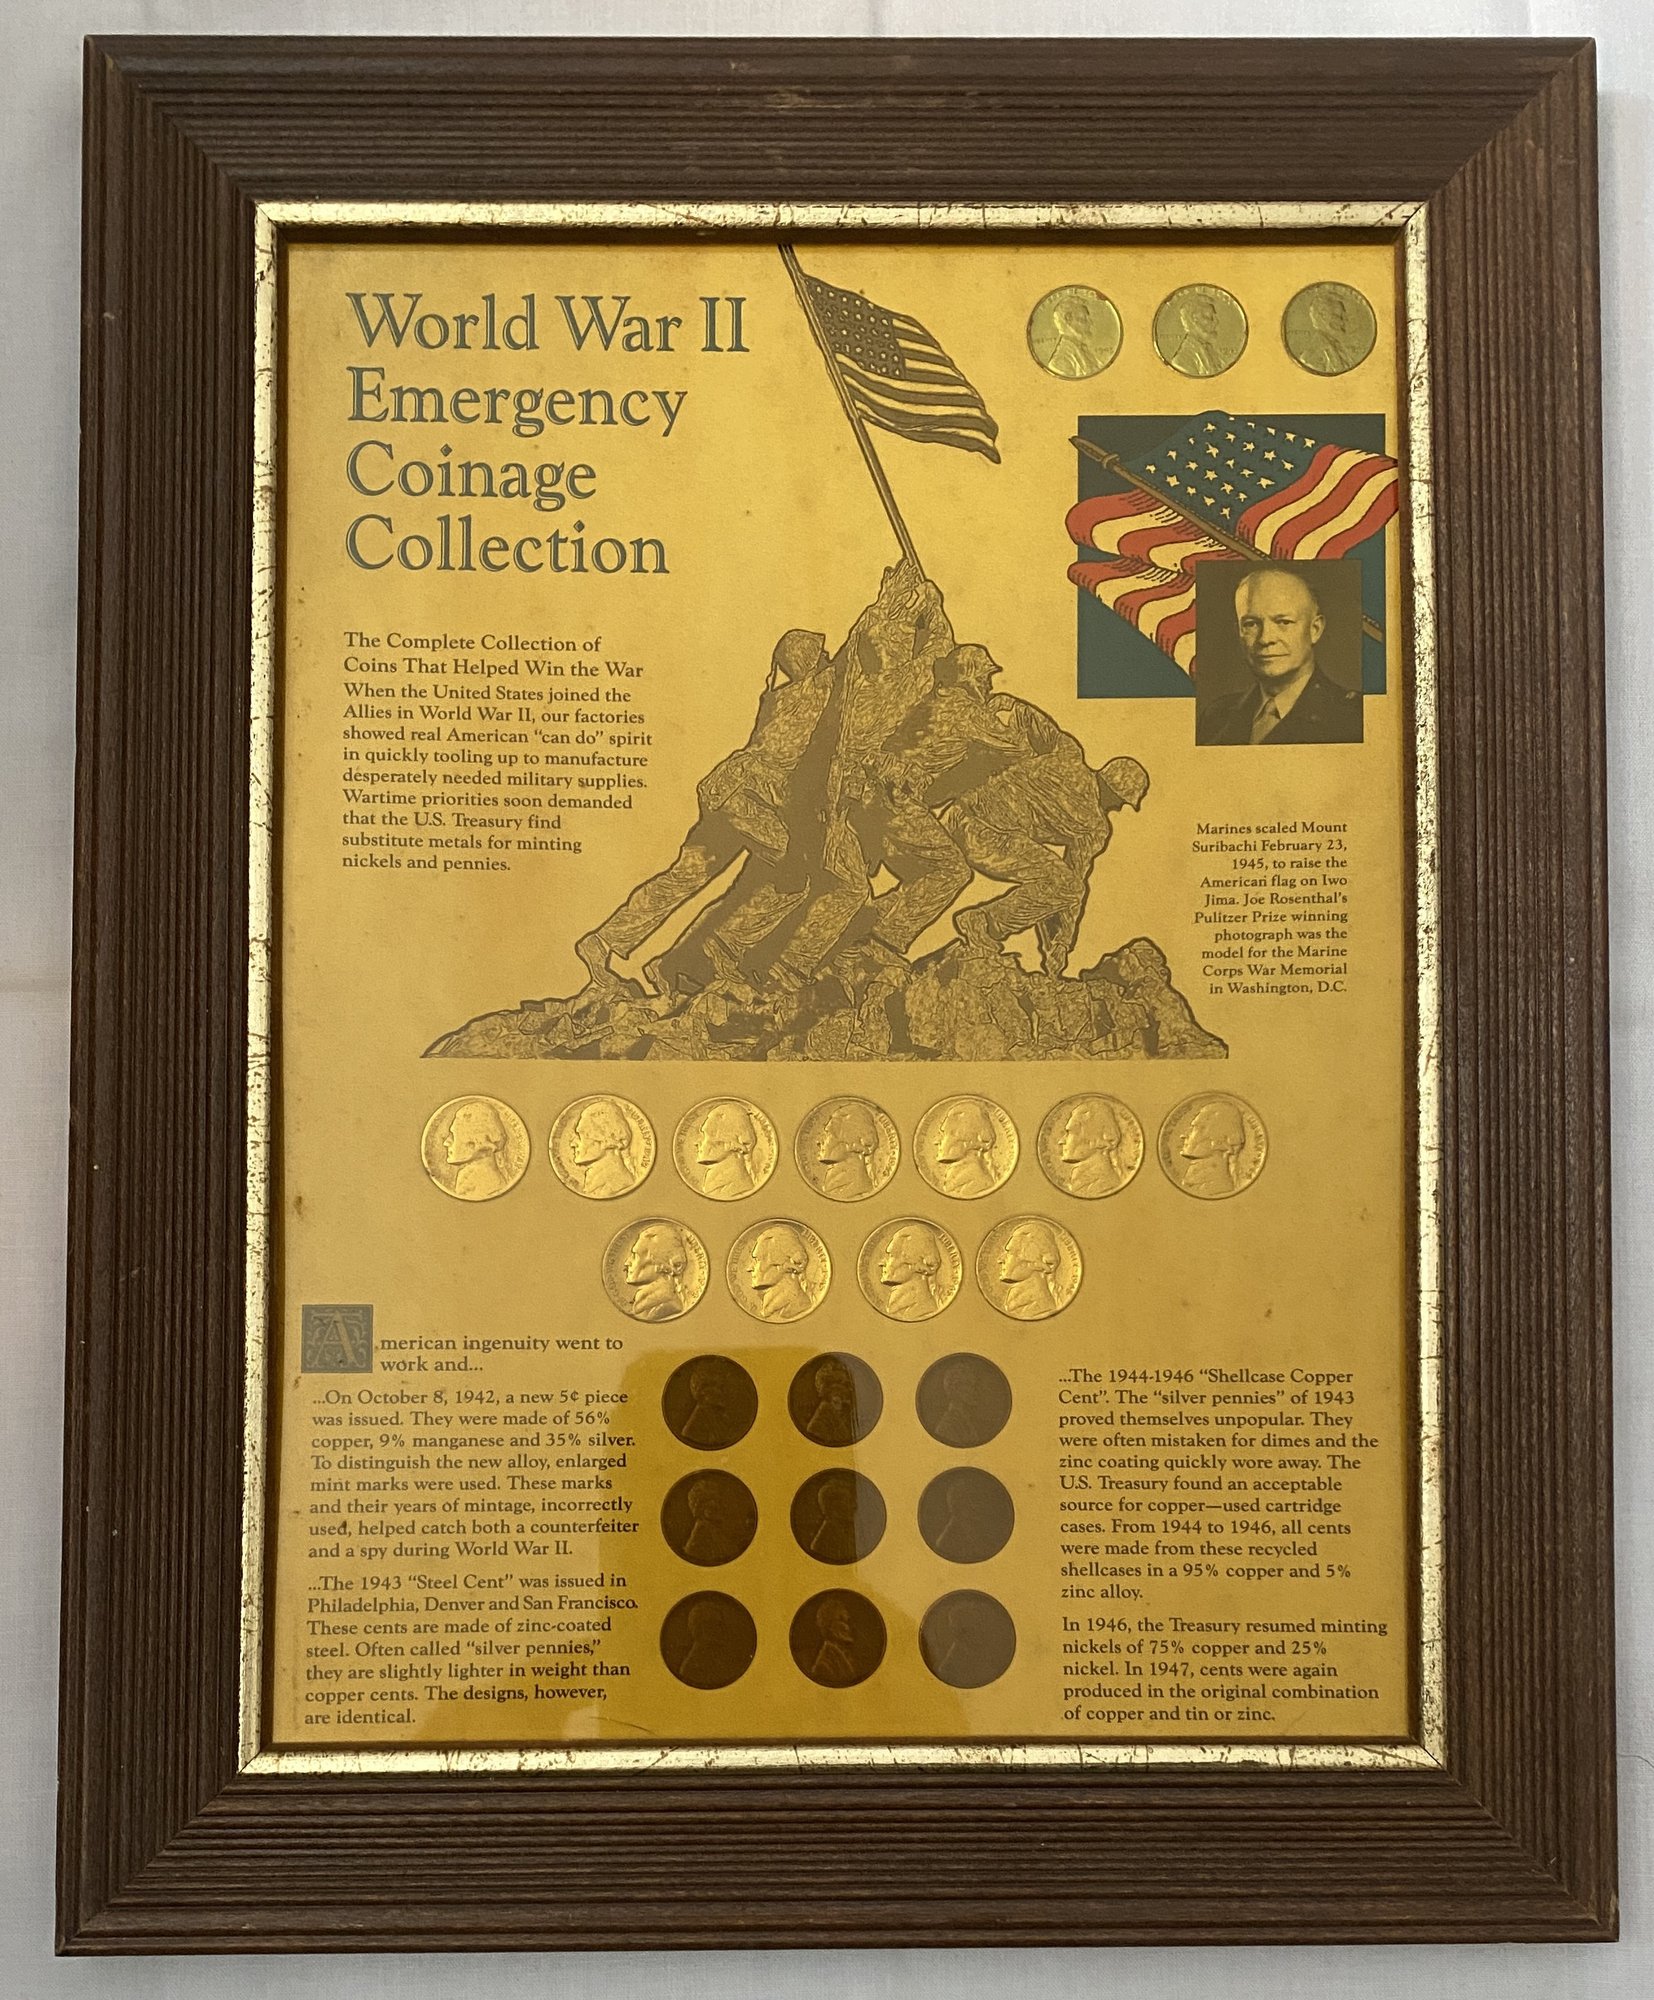 World War II
Emergency
Coinage
Collection
The Complete Collection of
Coins That Helped Win the War
When the United States joined the
Allies in World War II, our factories
showed real American “can do” spirit
in quickly tooling up to manufacture
desperately needed military supplies.
Wartime priorities soon demanded
that the U.S. Treasury find
substitute metals for minting
nickels and pennies.
Marines scaled Mount
Suribachi February 23,
1945, to raise the
American flag on Iwo
Jima. Joe Rosenthal's
Pulitzer Prize winning
photograph was the
model for the Marine
Corps War Memorial
in Washington, D.C.
American ingenuity went to
work and...
...On October 8, 1942, a new 5¢ piece
was issued. They were made of 56%
copper, 9% manganese and 35% silver.
To distinguish the new alloy, enlarged
mint marks were used. These marks
and their years of mintage, incorrectly
used, helped catch both a counterfeiter
and a spy during World War II.
...The 1943 “Steel Cent” was issued in
Philadelphia, Denver and San Francisco.
These cents are made of zinc-coated
steel. Often called “silver pennies,”
they are slightly lighter in weight than
copper cents. The designs, however,
are identical.
...The 1944-1946 “Shellcase Copper
Cent”. The “silver pennies” of 1943
proved themselves unpopular. They
were often mistaken for dimes and the
zinc coating quickly wore away. The
U.S. Treasury found an acceptable
source for copper—used cartridge
cases. From 1944 to 1946, all cents
were made from these recycled
shellcases in a 95% copper and 5%
zinc alloy.
In 1946, the Treasury resumed minting
nickels of 75% copper and 25%
nickel. In 1947, cents were again
produced in the original combination
of copper and tin or zinc.